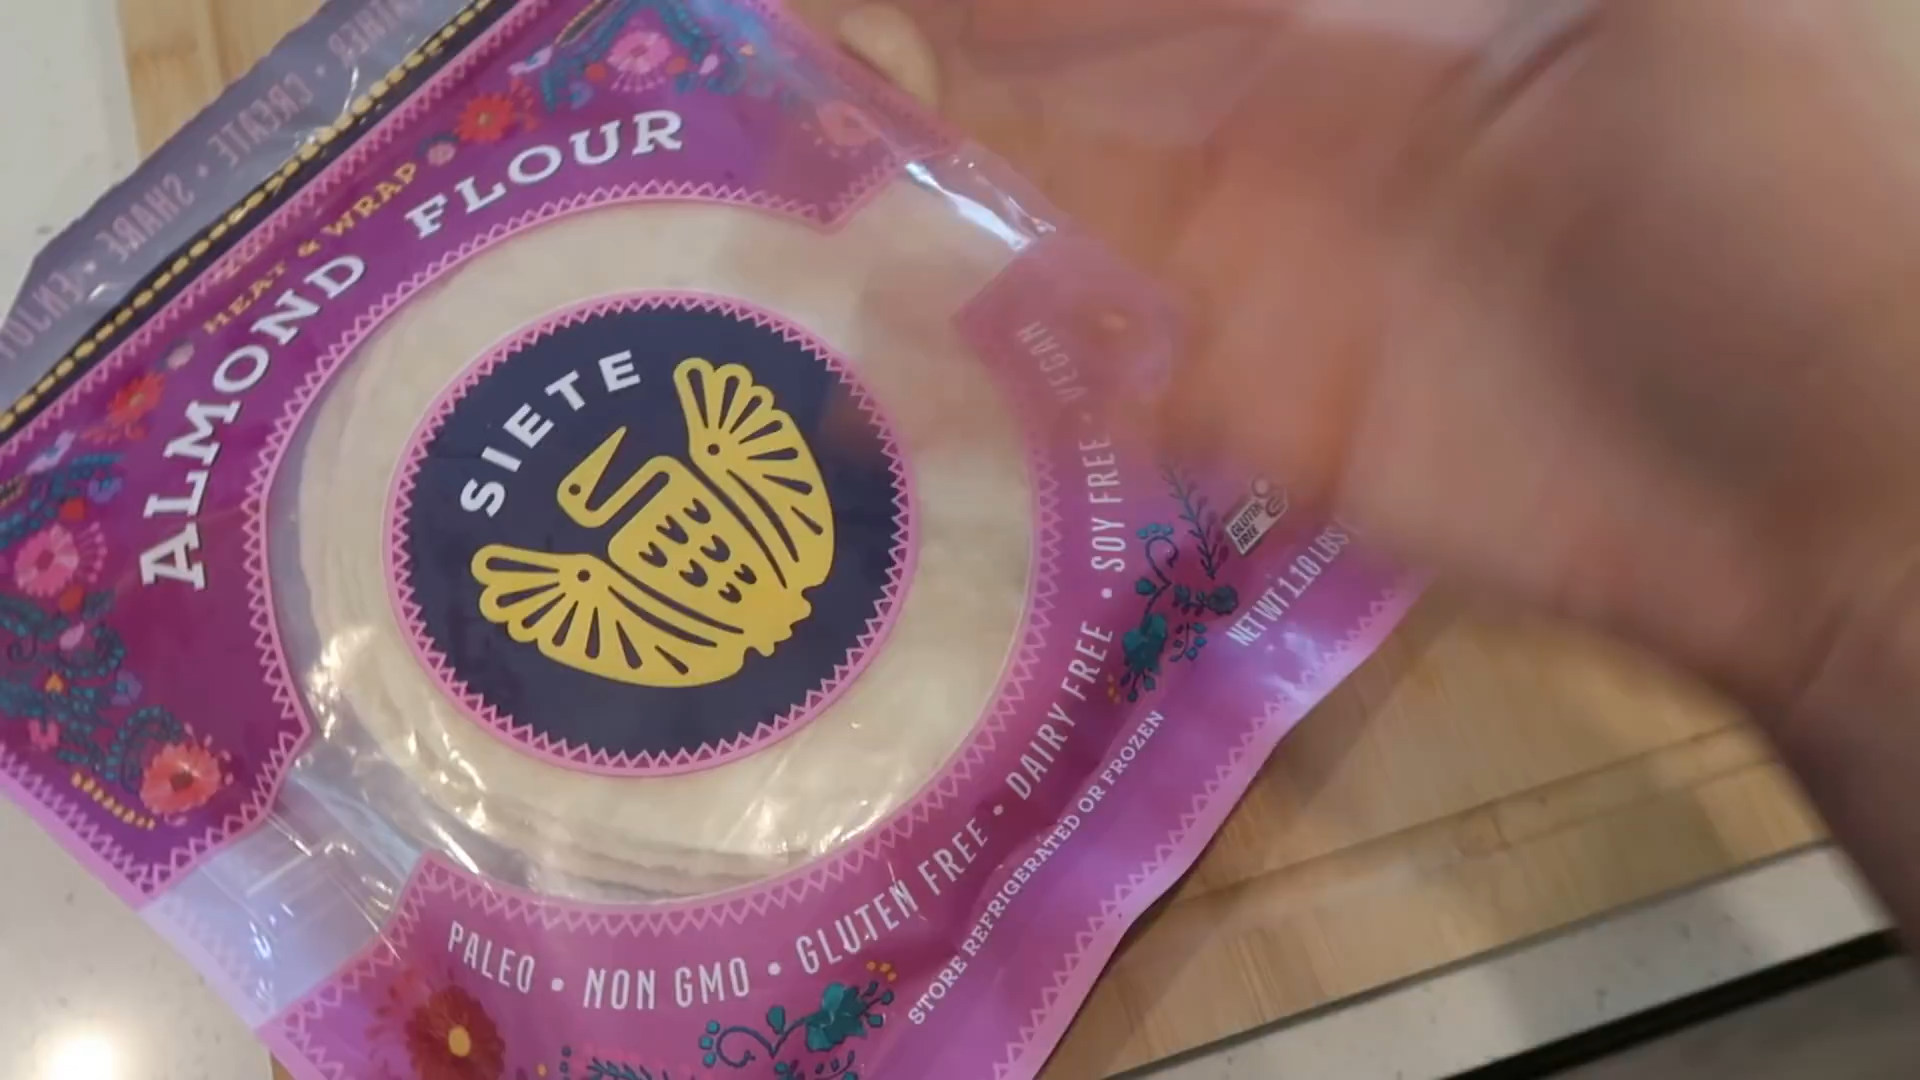 SHARE • CREATE •
HEAT & WRAP
ALMOND FLOUR
SIETE
PALEO • NON GMO • GLUTEN FREE • DAIRY FREE • SOY FREE • VEGAN
GLUTEN
FREE
NET WT 1.10 LBS
STORE REFRIGERATED OR FROZEN